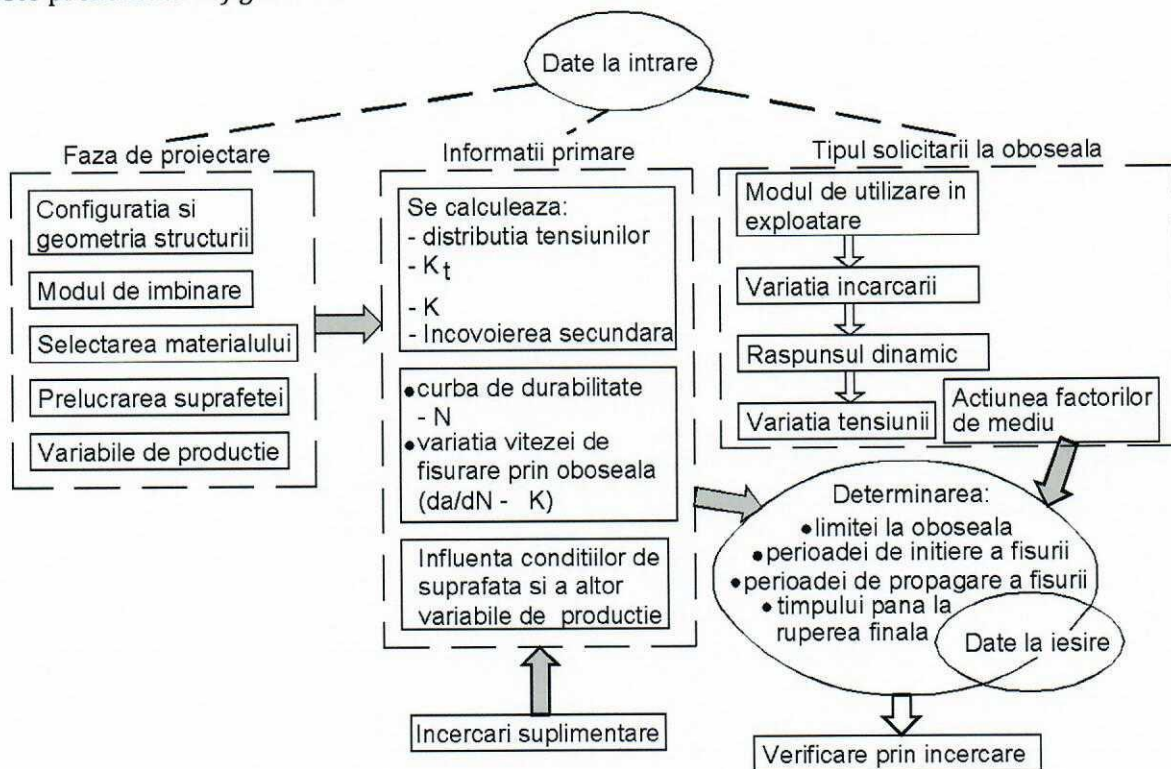 Date la intrare
Faza de proiectare
Configuratia si
geometria structurii
Modul de imbinare
Selectarea materialului
Prelucrarea suprafetei
Variabile de productie
Informatii primare
Se calculeaza:
- distributia tensiunilor
- Kt
- K
- Incovoierea secundara
•curba de durabilitate
- N
•variatia vitezei de
fisurare prin oboseala
(da/dN - K)
Influenta conditiilor de
suprafata si a altor
variabile de productie
Incercari suplimentare
Tipul solicitarii la oboseala
Modul de utilizare in
exploatare
Variatia incarcarii
Raspunsul dinamic
Variatia tensiunii
Actiunea factorilor
de mediu
Determinarea:
•limitei la oboseala
•perioadei de initiere a fisurii
•perioadei de propagare a fisurii
• timpului pana la
ruperea finala
Date la iesire
Verificare prin incercare